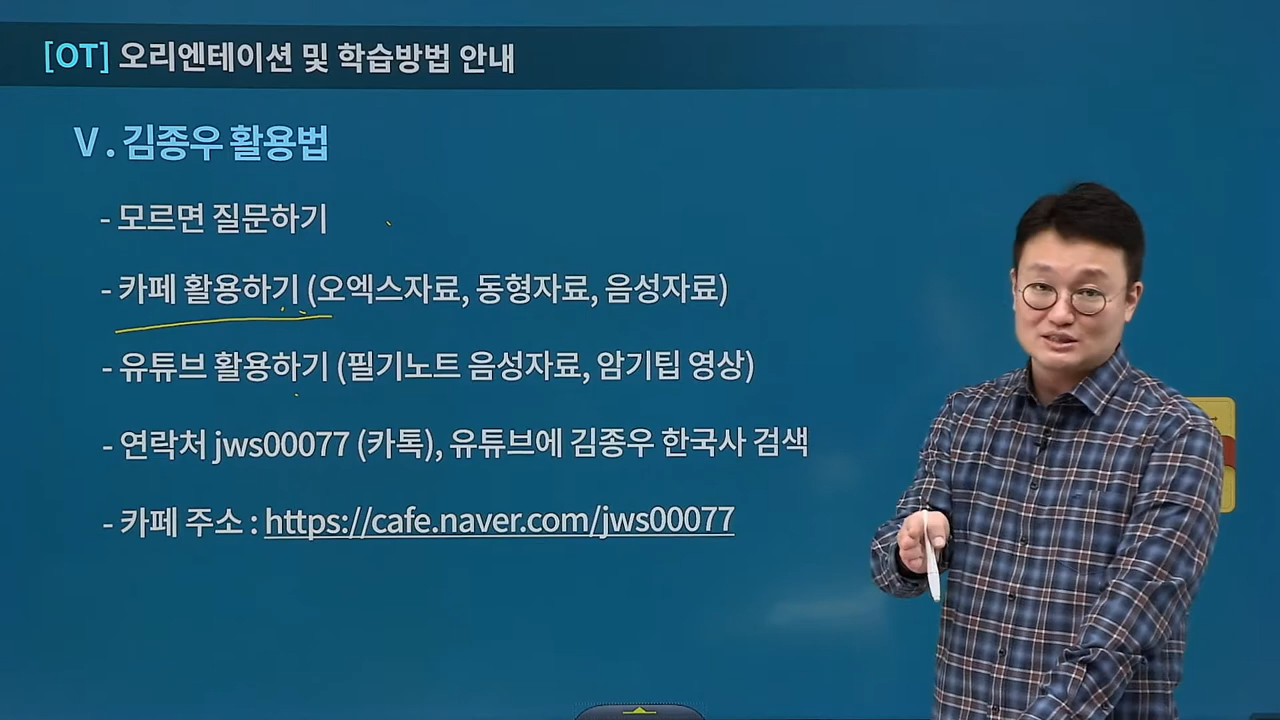 [OT] 오리엔테이션 및 학습방법 안내
Ⅴ. 김종우 활용법
- 모르면 질문하기
- 카페 활용하기 (오엑스자료, 동형자료, 음성자료)
- 유튜브 활용하기 (필기노트 음성자료, 암기팁 영상)
- 연락처 jws00077 (카톡), 유튜브에 김종우 한국사 검색
- 카페 주소 : https://cafe.naver.com/jws00077